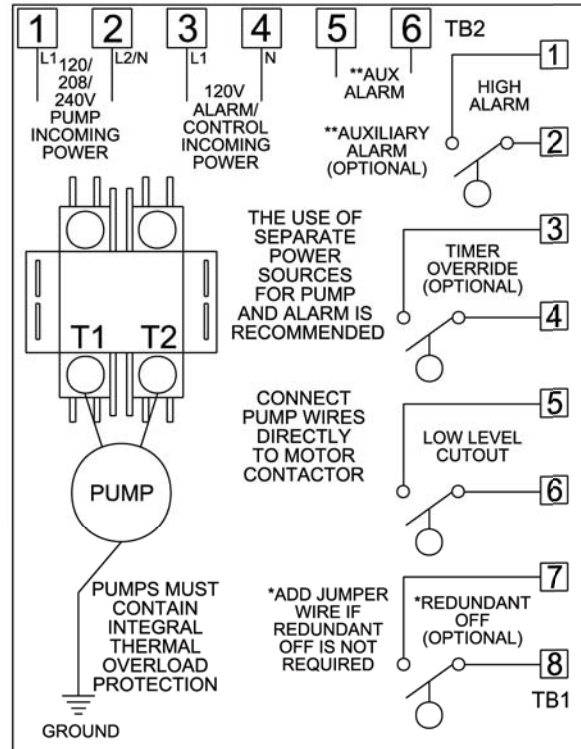 1 2 3 4 5 6 TB2
L1 L2/N L1 N
120/
208/
240V
PUMP
INCOMING
POWER
120V
ALARM/
CONTROL
INCOMING
POWER
**AUX
ALARM
**AUXILIARY
ALARM
(OPTIONAL)
1
HIGH
ALARM
2
THE USE OF
SEPARATE
POWER
SOURCES
FOR PUMP
AND ALARM IS
RECOMMENDED
3
TIMER
OVERRIDE
(OPTIONAL)
4
T1 T2
CONNECT
PUMP WIRES
DIRECTLY
TO MOTOR
CONTACTOR
5
LOW LEVEL
CUTOUT
6
PUMP
PUMPS MUST
CONTAIN
INTEGRAL
THERMAL
OVERLOAD
PROTECTION
GROUND
*ADD JUMPER
WIRE IF
REDUNDANT
OFF IS NOT
REQUIRED
7
*REDUNDANT
OFF
(OPTIONAL)
8
TB1